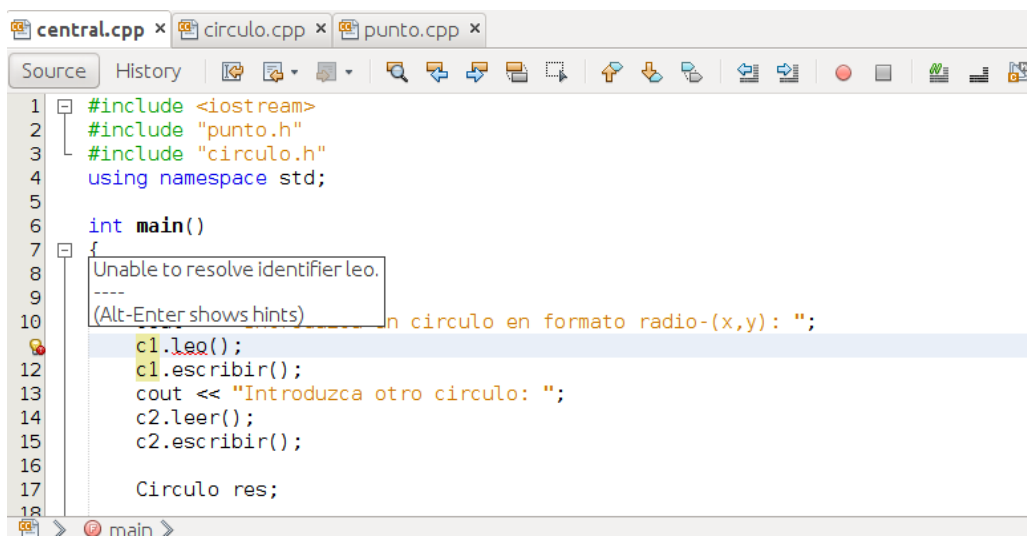 central.cpp × circulo.cpp × punto.cpp ×
Source History
1 #include <iostream>
2 #include "punto.h"
3 #include "circulo.h"
4 using namespace std;
5
6 int main()
7 {
8
9
Unable to resolve identifier leo.
----
(Alt-Enter shows hints)
10 un circulo en formato radio-(x,y): ";
c1.leo();
12 c1.escribir();
13 cout << "Introduzca otro circulo: ";
14 c2.leer();
15 c2.escribir();
16
17 Circulo res;
18
main